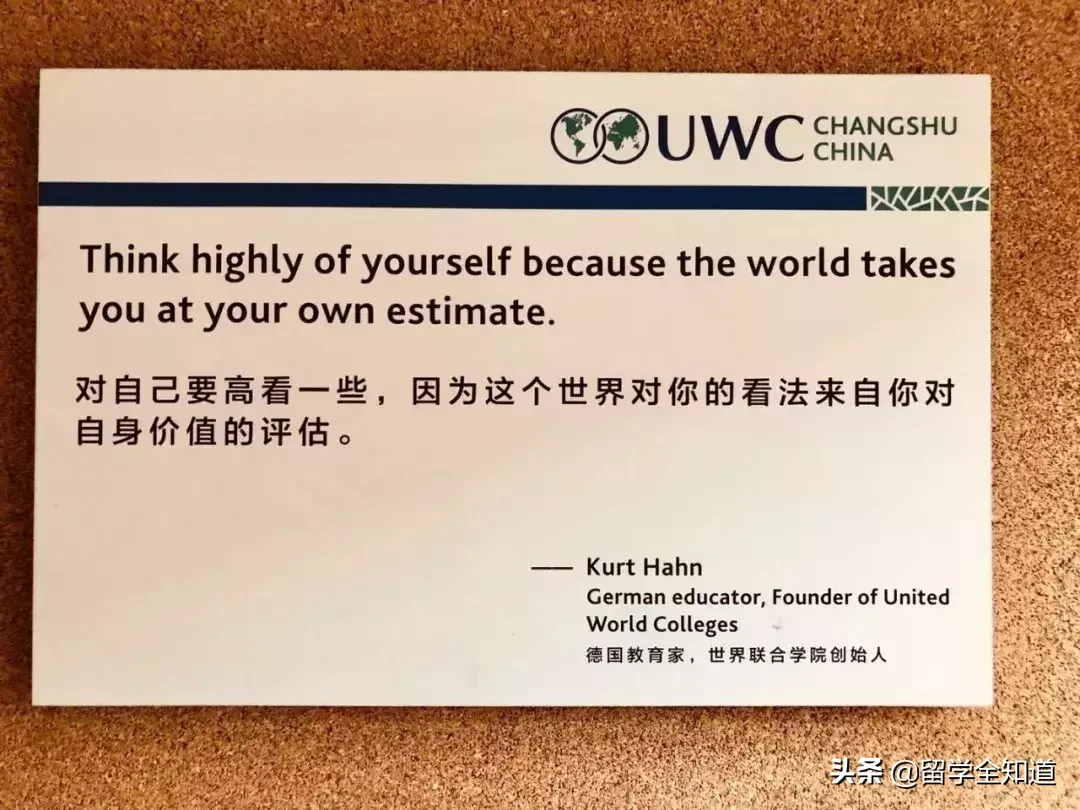 UWC CHANGSHU
CHINA
Think highly of yourself because the world takes
you at your own estimate.
对自己要高看一些，因为这个世界对你的看法来自你对
自身价值的评估。
—— Kurt Hahn
German educator, Founder of United
World Colleges
德国教育家，世界联合学院创始人
头条 @留学全知道